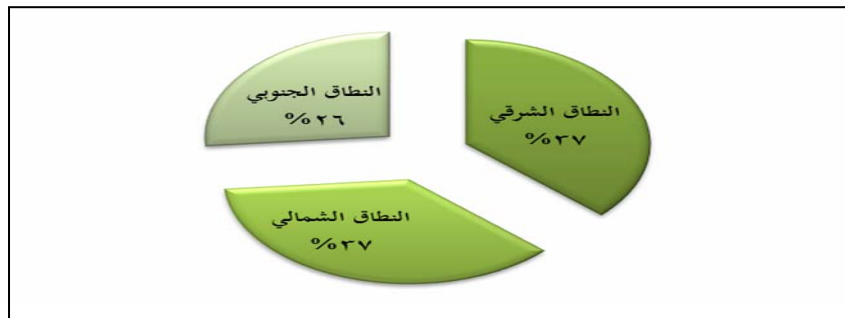 النطاق الشرقي
%٣٧
النطاق الجنوبي
%٢٦
النطاق الشمالي
%٣٧